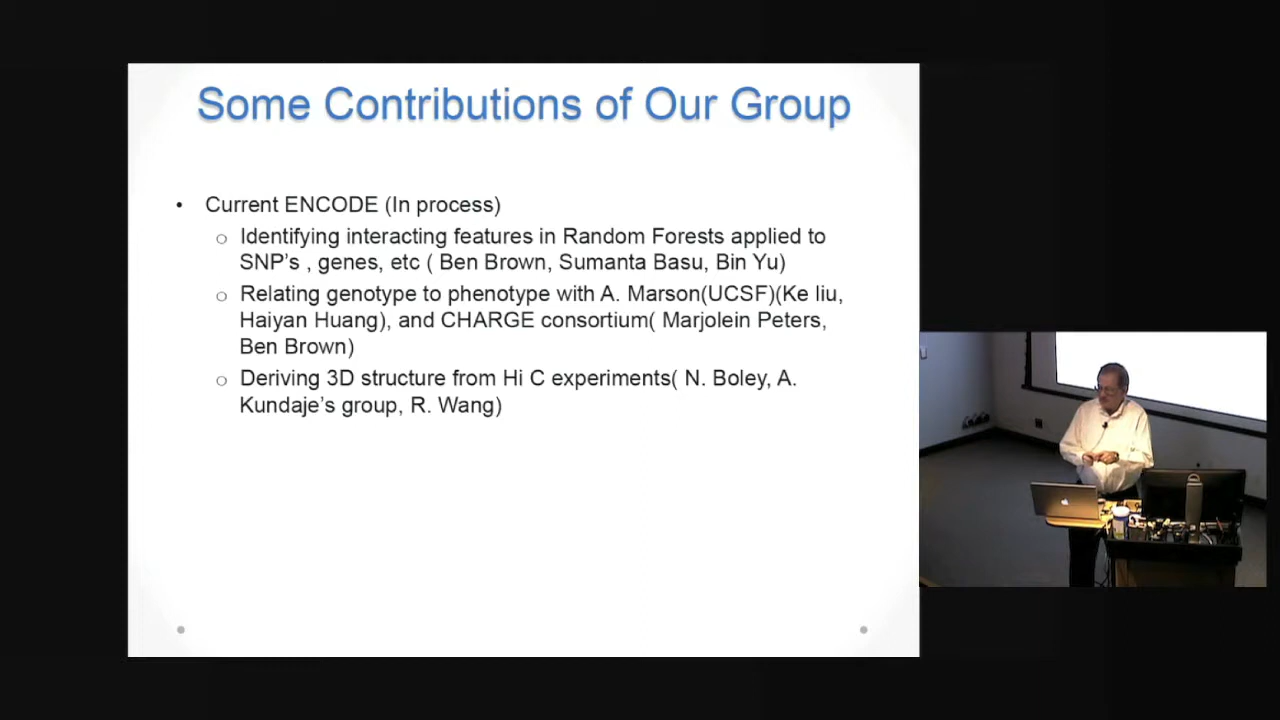 Some Contributions of Our Group
• Current ENCODE (In process)
o Identifying interacting features in Random Forests applied to
SNP's , genes, etc ( Ben Brown, Sumanta Basu, Bin Yu)
o Relating genotype to phenotype with A. Marson(UCSF)(Ke liu,
Haiyan Huang), and CHARGE consortium( Marjolein Peters,
Ben Brown)
o Deriving 3D structure from Hi C experiments( N. Boley, A.
Kundaje's group, R. Wang)